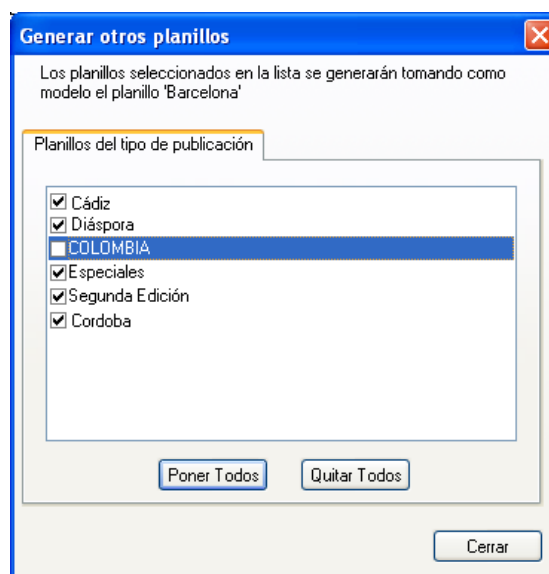 Generar otros planillos
Los planillos seleccionados en la lista se generarán tomando como
modelo el planillo 'Barcelona'
Planillos del tipo de publicación
Cádiz
Diáspora
COLOMBIA
Especiales
Segunda Edición
Cordoba
Poner Todos
Quitar Todos
Cerrar